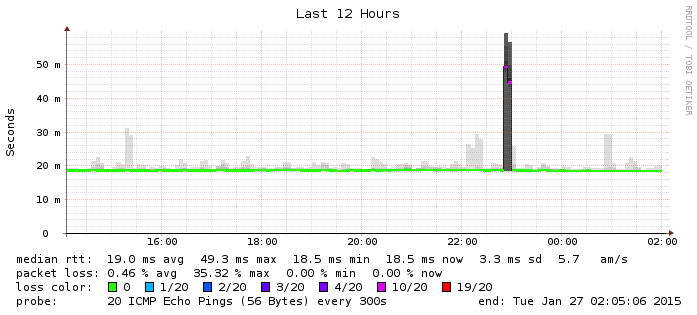 Last 12 Hours
RRDTOOL / TOBI OETIKER
Seconds
50 m
40 m
30 m
20 m
10 m
0
16:00 18:00 20:00 22:00 00:00 02:00
median rtt: 19.0 ms avg 49.3 ms max 18.5 ms min 18.5 ms now 3.3 ms sd 5.7 am/s
packet loss: 0.46 % avg 35.32 % max 0.00 % min 0.00 % now
loss color: 0 1/20 2/20 3/20 4/20 10/20 19/20
probe: 20 ICMP Echo Pings (56 Bytes) every 300s end: Tue Jan 27 02:05:06 2015